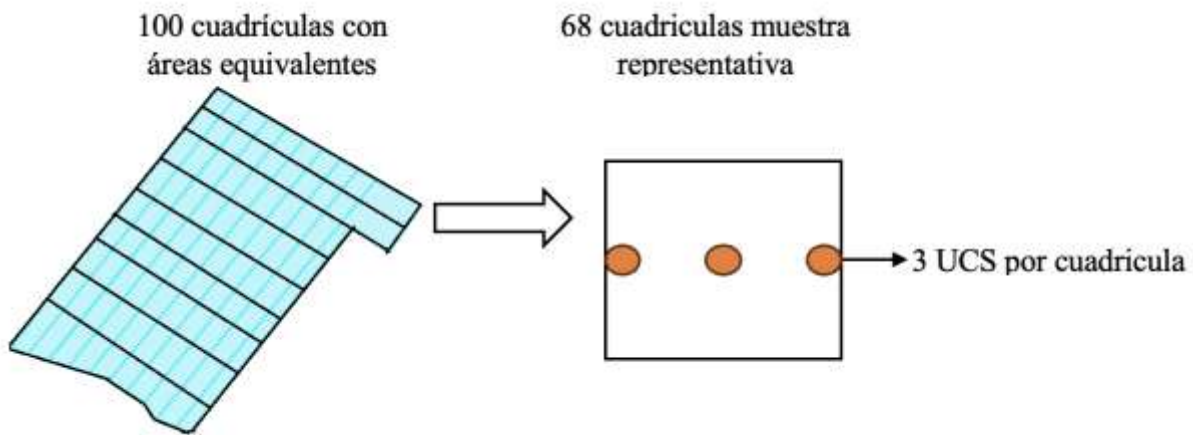 100 cuadrículas con
áreas equivalentes
68 cuadriculas muestra
representativa
3 UCS por cuadricula